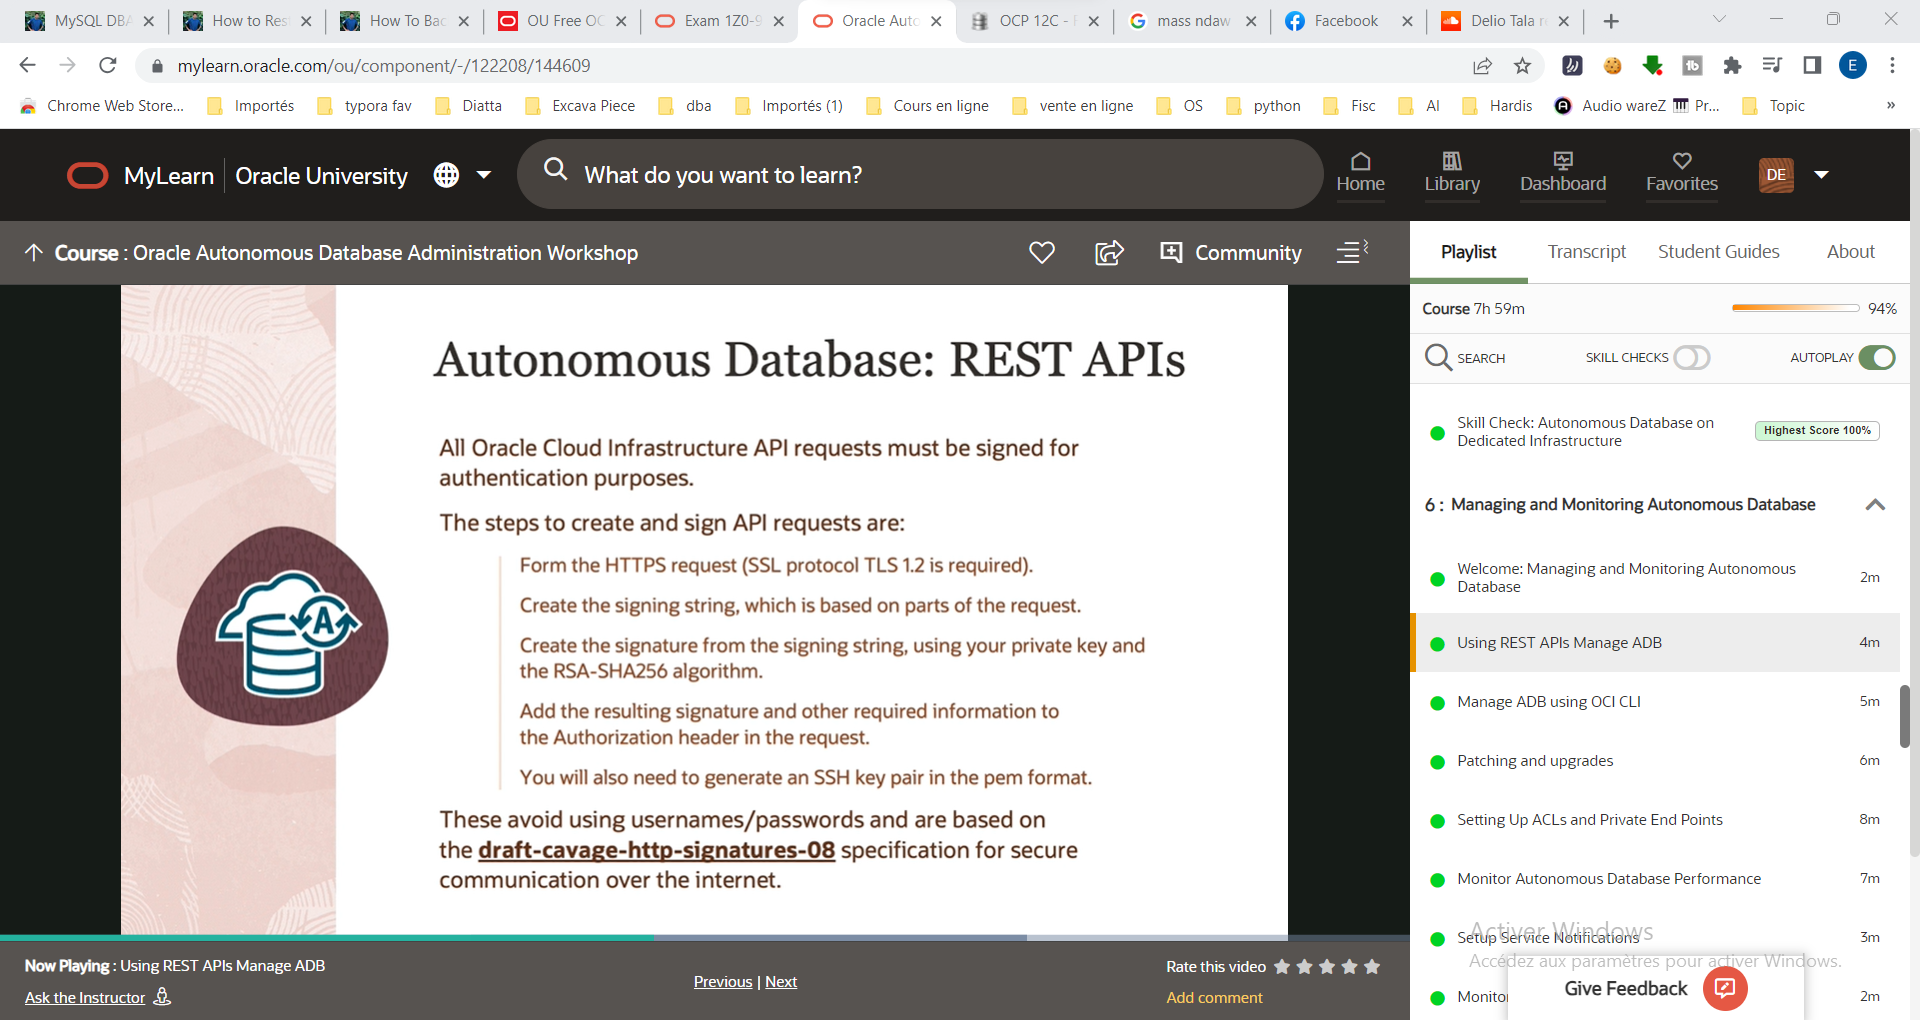 MySQL DBA
How to Res
How To Bac
OU Free OC
Exam 1Z0-9
Oracle Auto
OCP 12C -
mass ndaw
Facebook
Delio Tala r
mylearn.oracle.com/ou/component/-/122208/144609
E
Chrome Web Store...
Importés
typora fav
Diatta
Excava Piece
dba
Importés (1)
Cours en ligne
vente en ligne
OS
python
Fisc
AI
Hardis
Audio wareZ
Pr...
Topic
»
MyLearn
Oracle University
What do you want to learn?
Home
Library
Dashboard
Favorites
DE
Course : Oracle Autonomous Database Administration Workshop
Community
Autonomous Database: REST APIs
All Oracle Cloud Infrastructure API requests must be signed for
authentication purposes.
The steps to create and sign API requests are:
Form the HTTPS request (SSL protocol TLS 1.2 is required).
Create the signing string, which is based on parts of the request.
Create the signature from the signing string, using your private key and
the RSA-SHA256 algorithm.
Add the resulting signature and other required information to
the Authorization header in the request.
You will also need to generate an SSH key pair in the pem format.
These avoid using usernames/passwords and are based on
the draft-cavage-http-signatures-08 specification for secure
communication over the internet.
A
Now Playing : Using REST APIs Manage ADB
Ask the Instructor
Previous | Next
Rate this video
Add comment
Playlist
Transcript
Student Guides
About
Course 7h 59m
94%
SEARCH
SKILL CHECKS
AUTOPLAY
Skill Check: Autonomous Database on
Dedicated Infrastructure
Highest Score 100%
6 : Managing and Monitoring Autonomous Database
Welcome: Managing and Monitoring Autonomous
Database
2m
Using REST APIs Manage ADB
4m
Manage ADB using OCI CLI
5m
Patching and upgrades
6m
Setting Up ACLs and Private End Points
8m
Monitor Autonomous Database Performance
7m
Activer Windows
Setup Service Notifications
3m
Accédez aux paramètres pour activer Windows.
Give Feedback
Monitor
2m